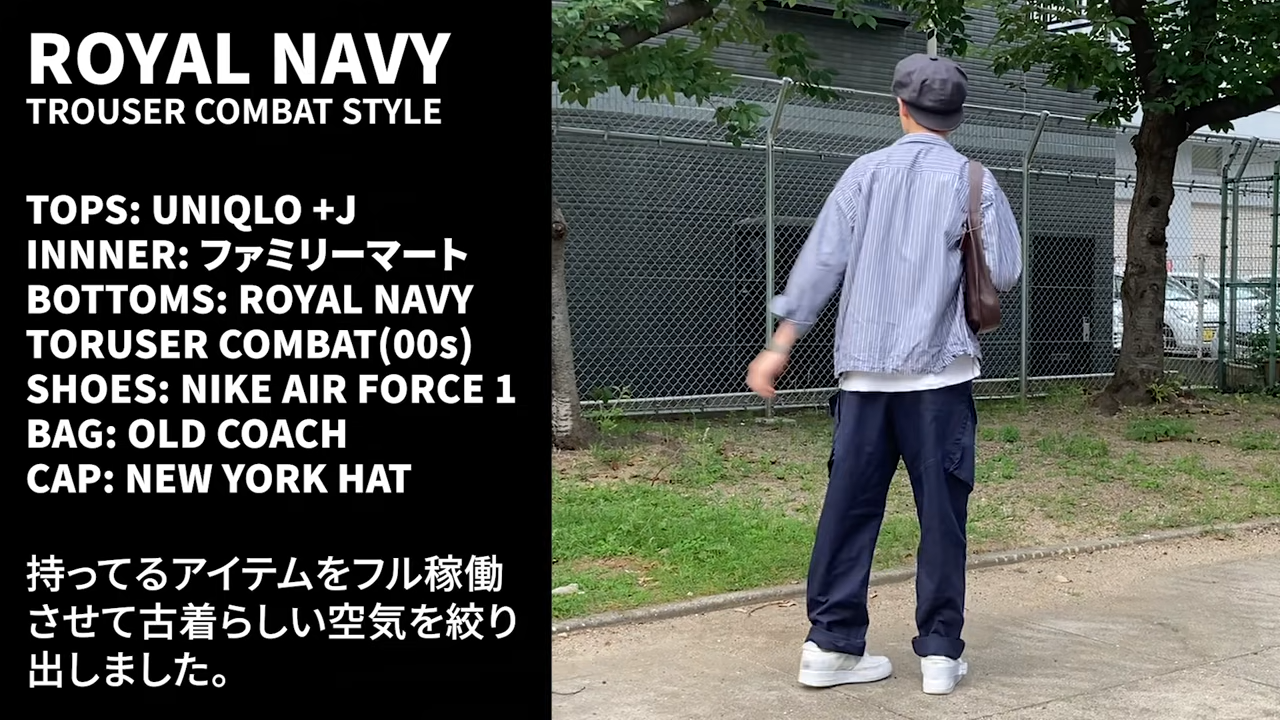 ROYAL NAVY
TROUSER COMBAT STYLE
TOPS: UNIQLO +J
INNNER: ファミリーマート
BOTTOMS: ROYAL NAVY
TORUSER COMBAT(00s)
SHOES: NIKE AIR FORCE 1
BAG: OLD COACH
CAP: NEW YORK HAT
持ってるアイテムをフル稼働
させて古着らしい空気を絞り
出しました。